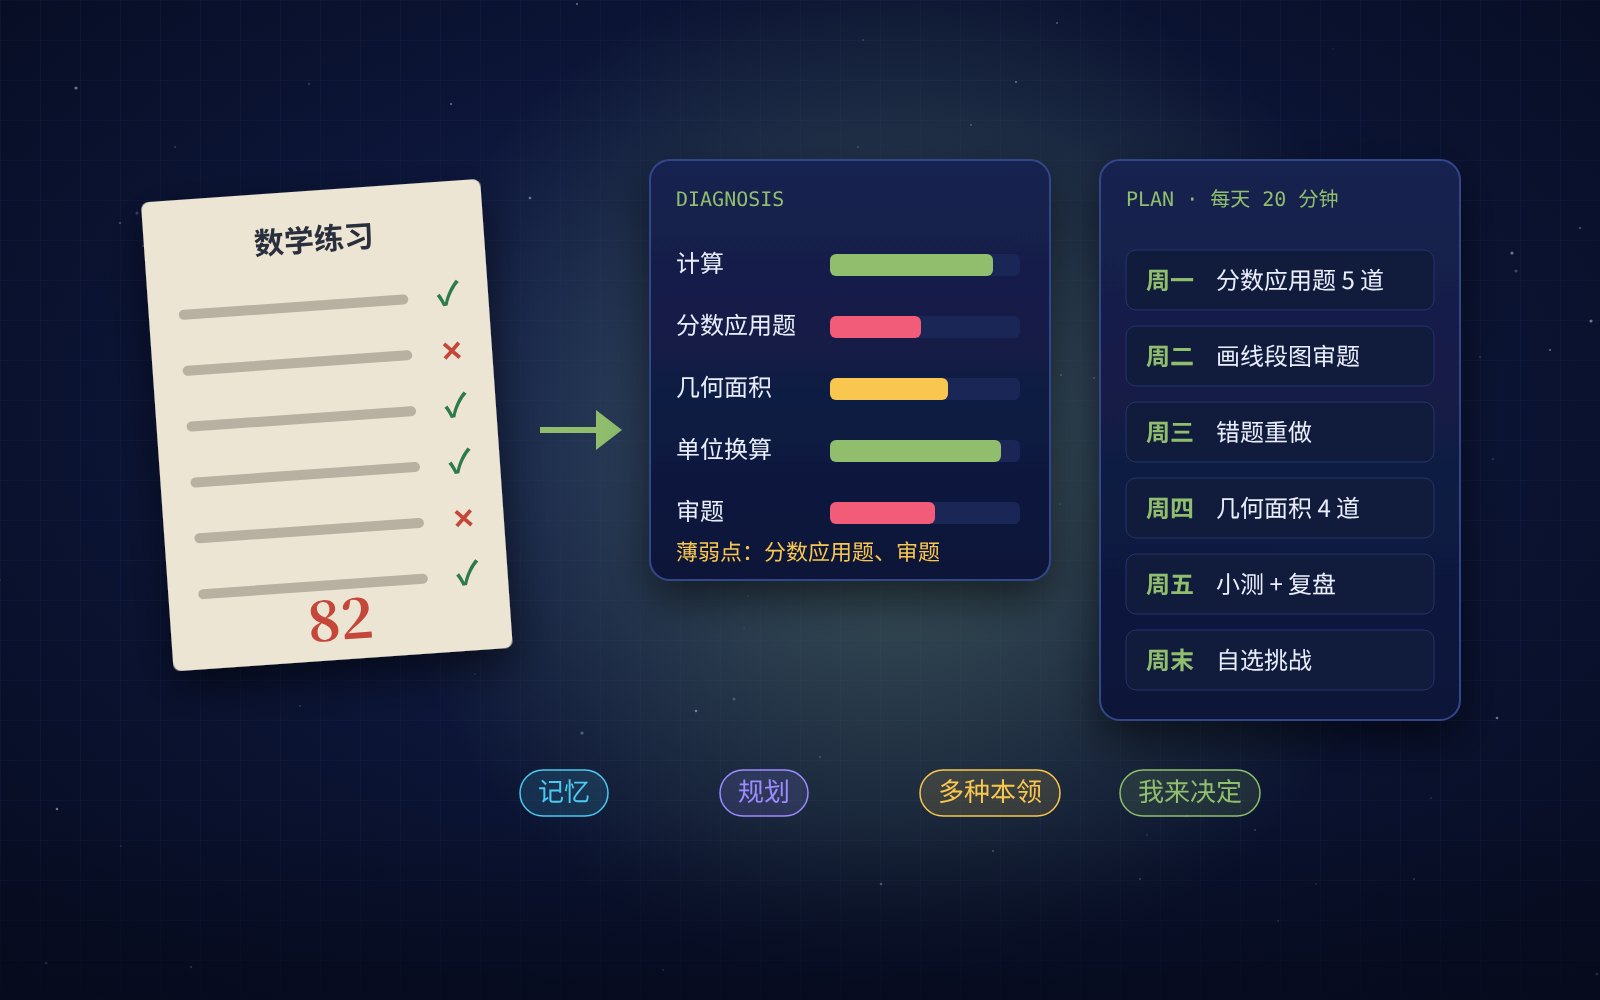 数学练习
✓
×
✓
✓
×
✓
82
DIAGNOSIS
计算
分数应用题
几何面积
单位换算
审题
薄弱点：分数应用题、审题
PLAN · 每天 20 分钟
周一 分数应用题 5 道
周二 画线段图审题
周三 错题重做
周四 几何面积 4 道
周五 小测 + 复盘
周末 自选挑战
记忆 规划 多种本领 我来决定